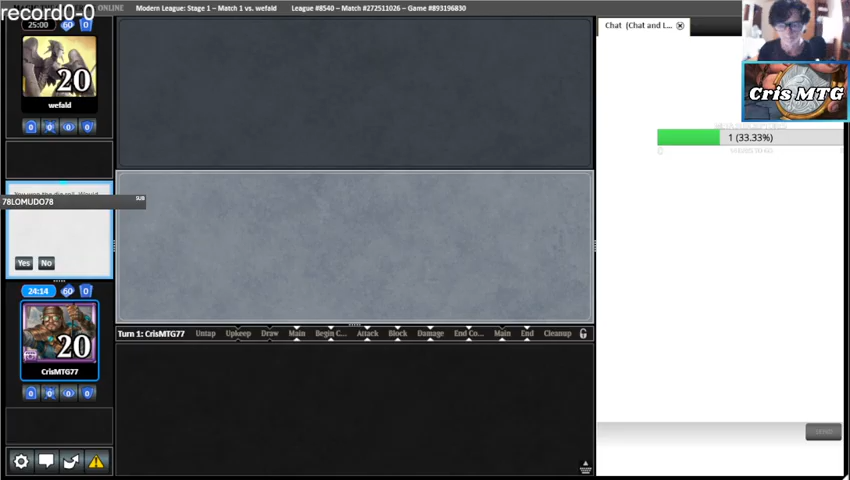 record0-0
ONLINE
Modern League: Stage 1 – Match 1 vs. wefald
League #8540 – Match #272511026 – Game #893196830
25:00
60
0
20
wefald
0
0
0
0
78LOMUDO78
SUB
Yes
No
24:14
60
0
20
CrisMTG77
0
0
0
0
Turn 1: CrisMTG77
Untap
Upkeep
Draw
Main
Begin C...
Attack
Block
Damage
End Co...
Main
End
Cleanup
Chat (Chat and L...
Cris MTG
1 (33.33%)
SEND